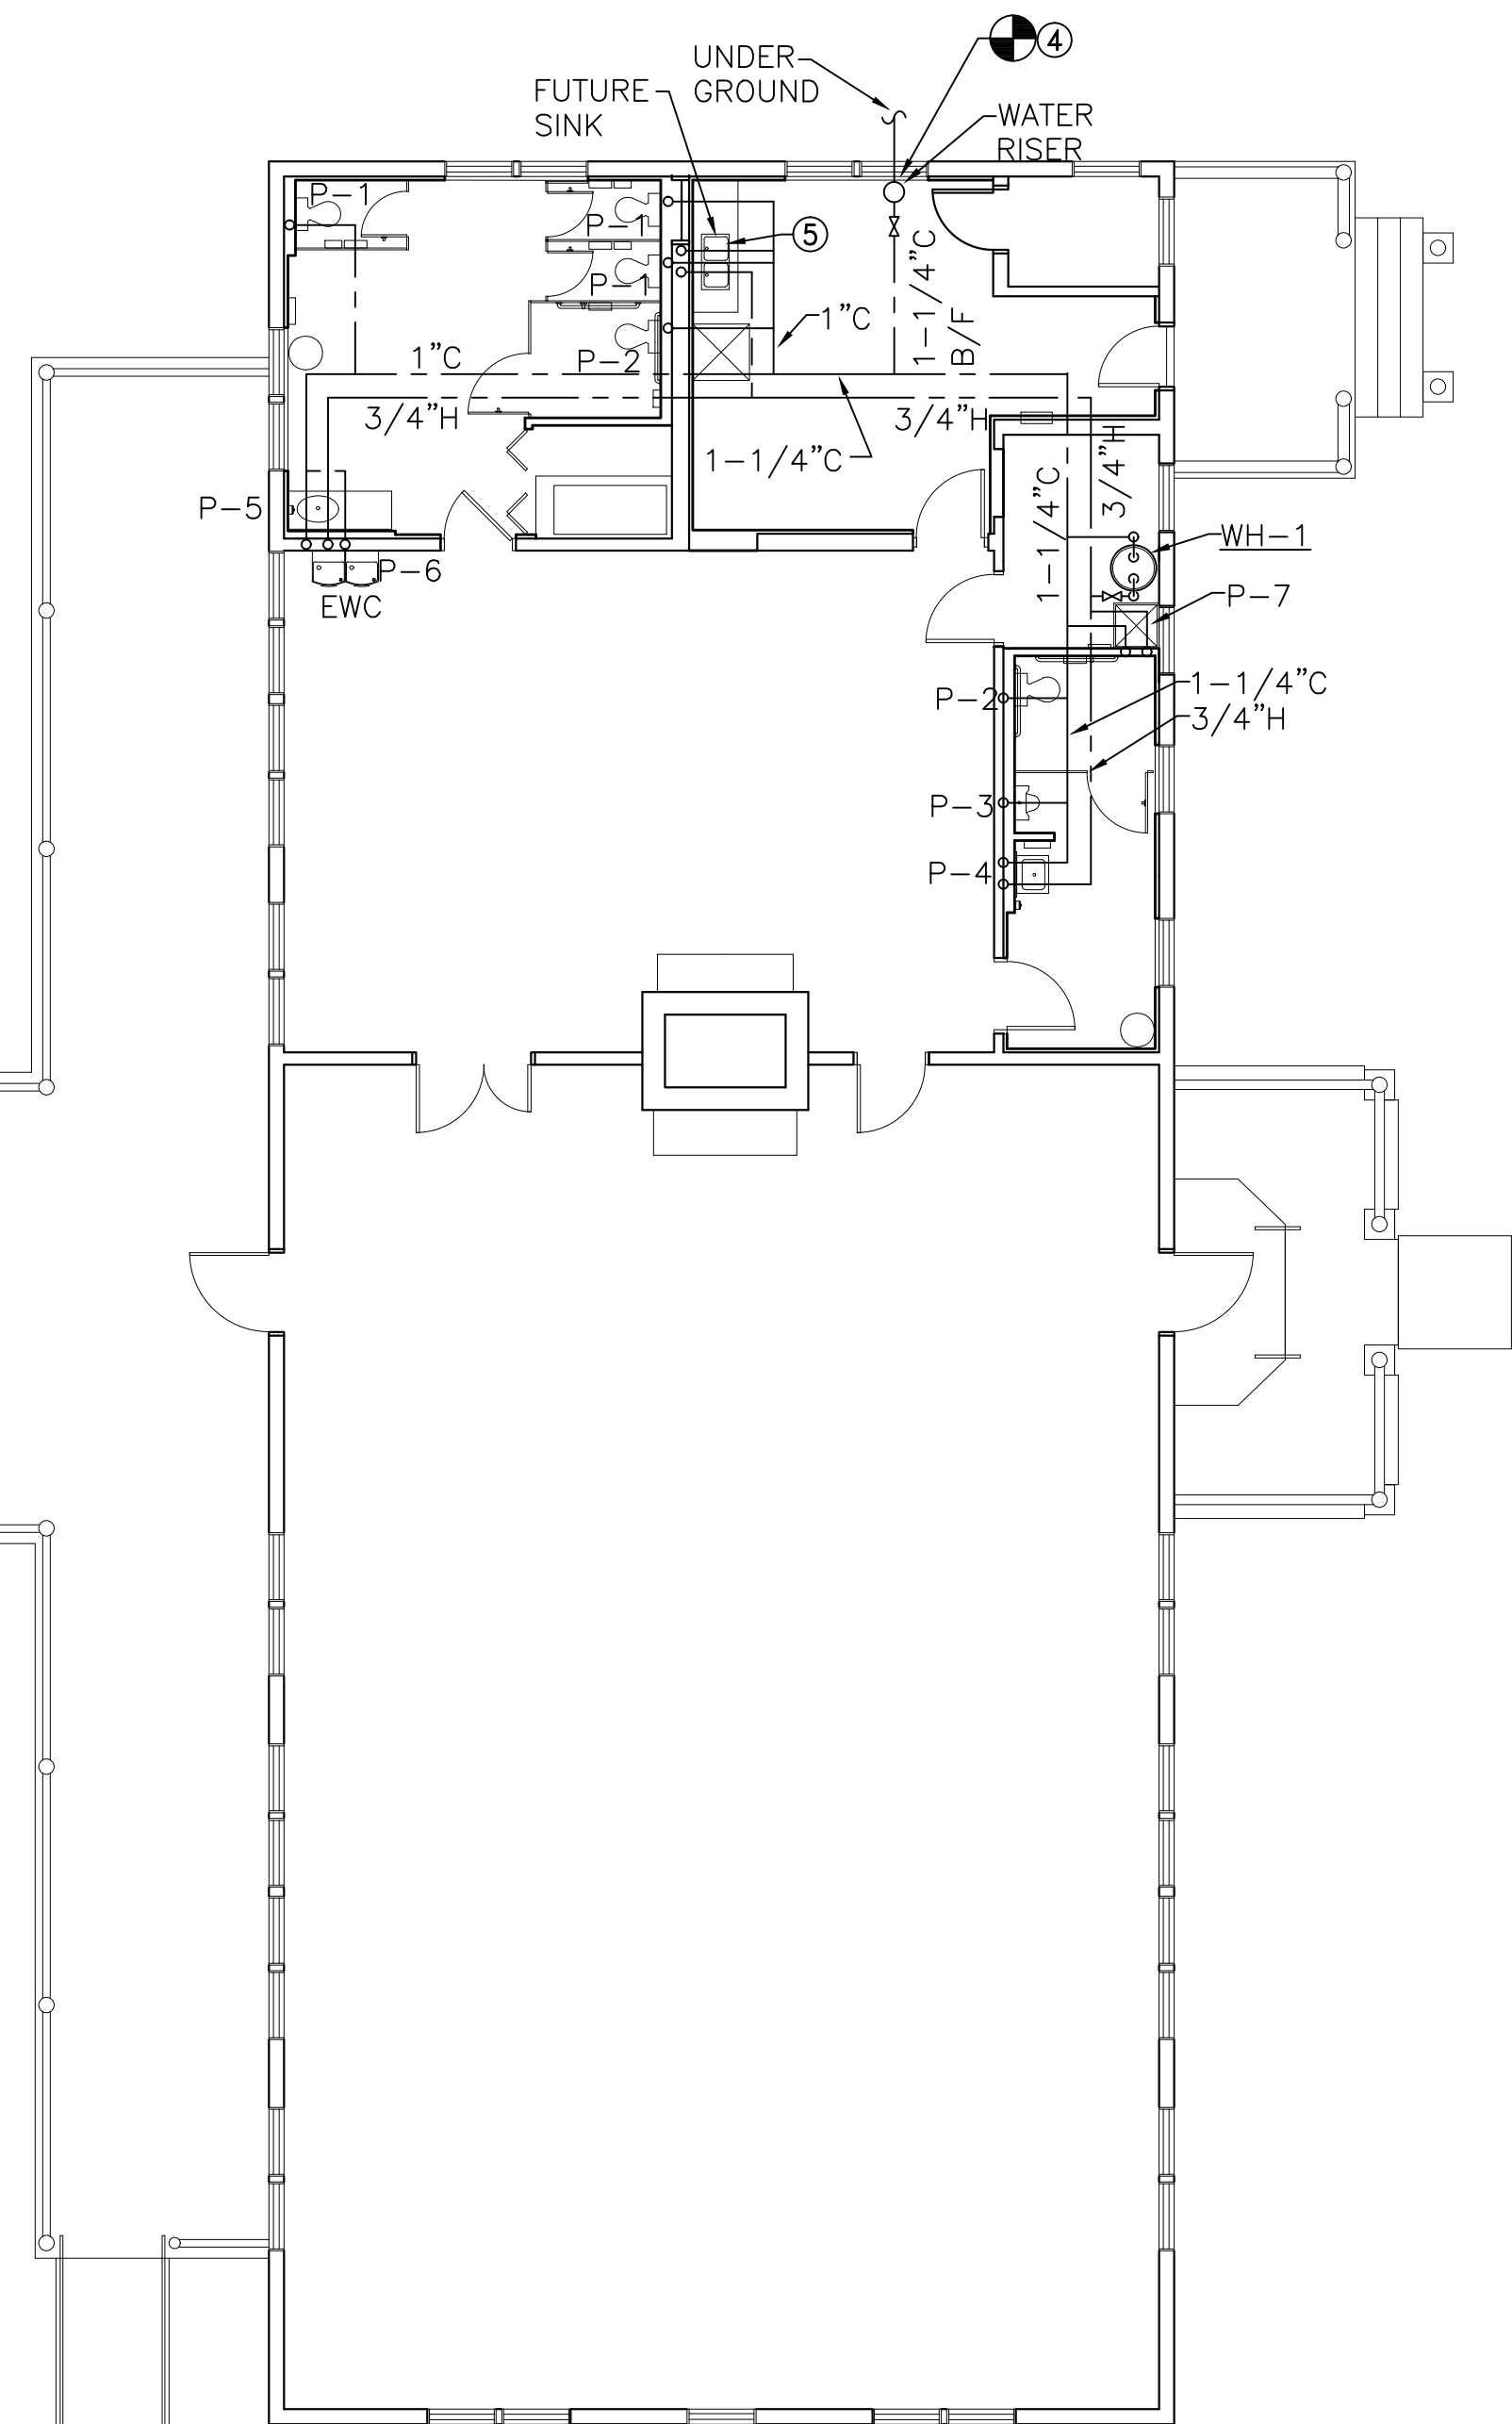 UNDER
GROUND
4
FUTURE
SINK
WATER
RISER
P-1
P-1
5
P-1
1-1/4"C
B/F
1"C
1"C
P-2
3/4"H
3/4"H
1-1/4"C
3/4"H
1-1/4"C
P-5
WH-1
P-6
EWC
P-7
P-2
1-1/4"C
3/4"H
P-3
P-4